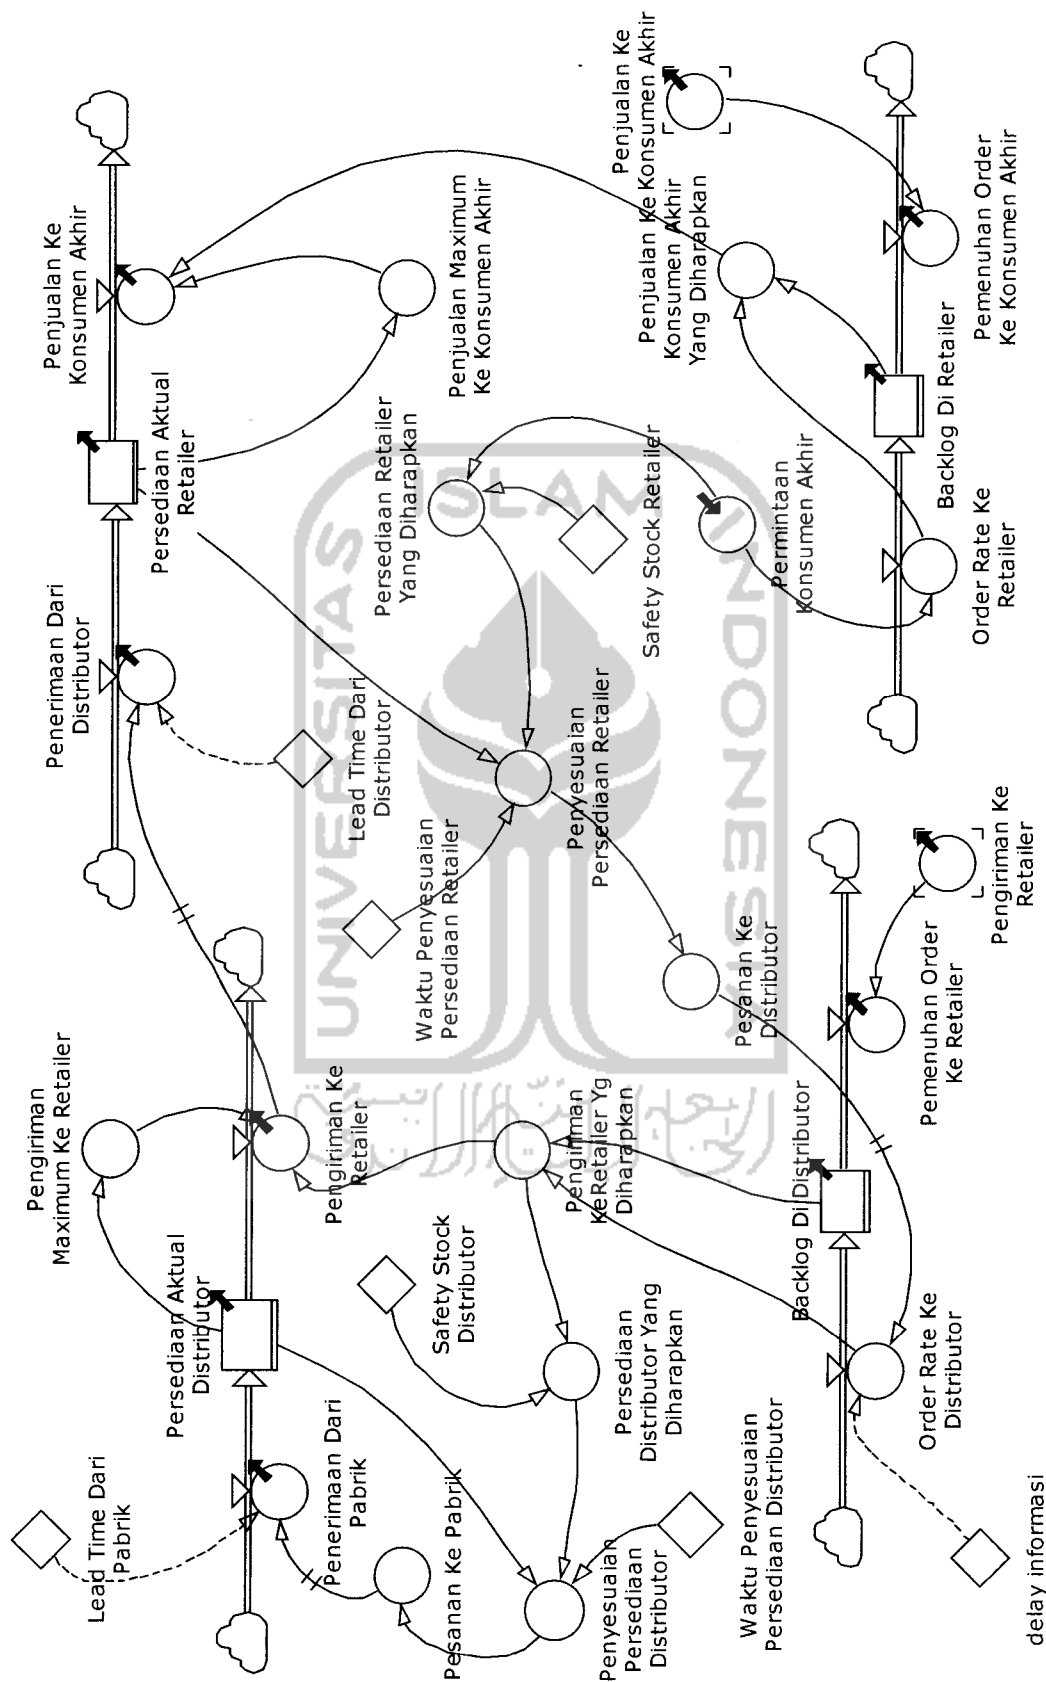 Lead Time Dari
Pabrik
Penerimaan Dari
Pabrik
Pesanan Ke Pabrik
Penyesuaian
Persediaan
Distributor
Waktu Penyesuaian
Persediaan Distributor
Persediaan Aktual
Distributor
Pengiriman
Maximum Ke Retailer
Pengiriman Ke
Retailer
Safety Stock
Distributor
Persediaan
Distributor Yang
Diharapkan
Pengiriman
KeRetailer Yg
Diharapkan
delay informasi
Order Rate Ke
Distributor
Backlog Di Distributor
Pemenuhan Order
Ke Retailer
Pengiriman Ke
Retailer
Penerimaan Dari
Distributor
Lead Time Dari
Distributor
Waktu Penyesuaian
Persediaan Retailer
Penyesuaian
Persediaan Retailer
Pesanan Ke
Distributor
Persediaan Aktual
Retailer
Penjualan Ke
Konsumen Akhir
Penjualan Maximum
Ke Konsumen Akhir
Persediaan Retailer
Yang Diharapkan
Safety Stock Retailer
Permintaan
Konsumen Akhir
Order Rate Ke
Retailer
Backlog Di Retailer
Penjualan Ke
Konsumen Akhir
Yang Diharapkan
Penjualan Ke
Konsumen Akhir
Pemenuhan Order
Ke Konsumen Akhir
UNIVERSITAS
ISLAM
INDONESIA